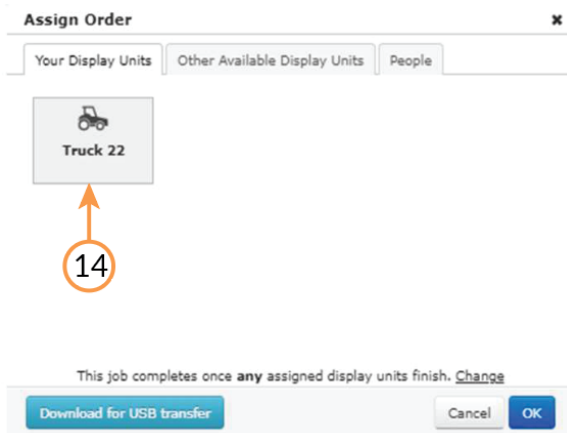 Assign Order
Your Display Units Other Available Display Units People
Truck 22
14
This job completes once any assigned display units finish. Change
Download for USB transfer Cancel OK